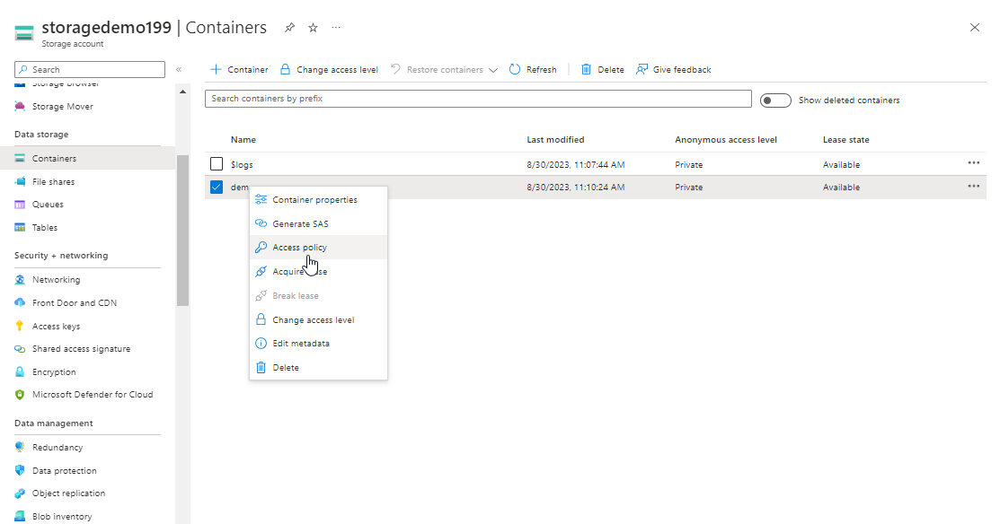 storagedemo199 | Containers
Storage account
Search
Storage browser
Storage Mover
Data storage
Containers
File shares
Queues
Tables
Security + networking
Networking
Front Door and CDN
Access keys
Shared access signature
Encryption
Microsoft Defender for Cloud
Data management
Redundancy
Data protection
Object replication
Blob inventory
Container Change access level Restore containers Refresh Delete Give feedback
Search containers by prefix
Show deleted containers
Name Last modified Anonymous access level Lease state
$logs 8/30/2023, 11:07:44 AM Private Available
dem 8/30/2023, 11:10:24 AM Private Available
Container properties
Generate SAS
Access policy
Acquire lease
Break lease
Change access level
Edit metadata
Delete